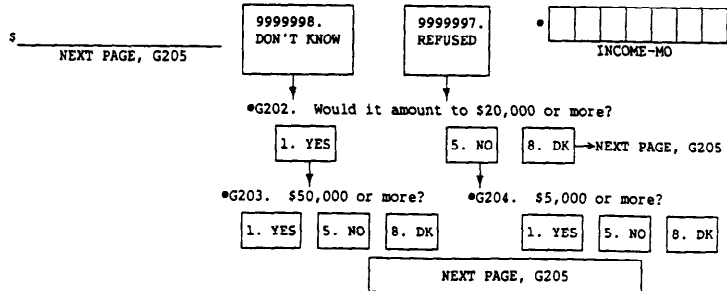 9999998.
DON'T KNOW
9999997.
REFUSED
$
NEXT PAGE, G205
INCOME-MO
●G202. Would it amount to $20,000 or more?
1. YES
5. NO
8. DK
NEXT PAGE, G205
●G203. $50,000 or more?
●G204. $5,000 or more?
1. YES
5. NO
8. DK
1. YES
5. NO
8. DK
NEXT PAGE, G205